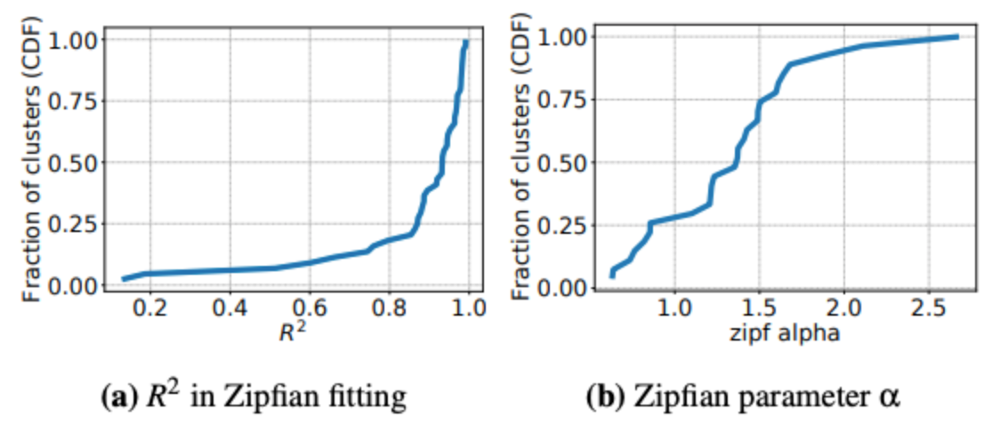 Fraction of clusters (CDF)
1.00
0.75
0.50
0.25
0.00
0.2 0.4 0.6 0.8 1.0
R²
(a) R² in Zipfian fitting
Fraction of clusters (CDF)
1.00
0.75
0.50
0.25
0.00
1.0 1.5 2.0 2.5
zipf alpha
(b) Zipfian parameter α